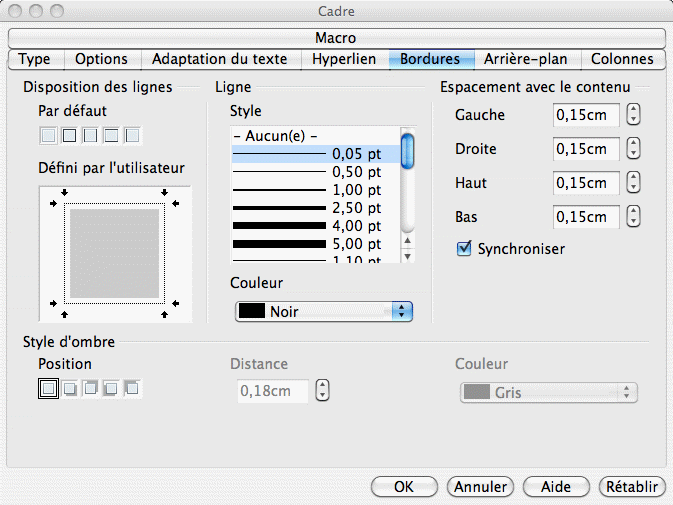 Cadre
Macro
Type Options Adaptation du texte Hyperlien Bordures Arrière-plan Colonnes
Disposition des lignes
Par défaut
Défini par l'utilisateur
Ligne
Style
- Aucun(e) -
0,05 pt
0,50 pt
1,00 pt
2,50 pt
4,00 pt
5,00 pt
1,10 pt
Couleur
Noir
Espacement avec le contenu
Gauche 0,15cm
Droite 0,15cm
Haut 0,15cm
Bas 0,15cm
Synchroniser
Style d'ombre
Position
Distance
0,18cm
Couleur
Gris
OK Annuler Aide Rétablir